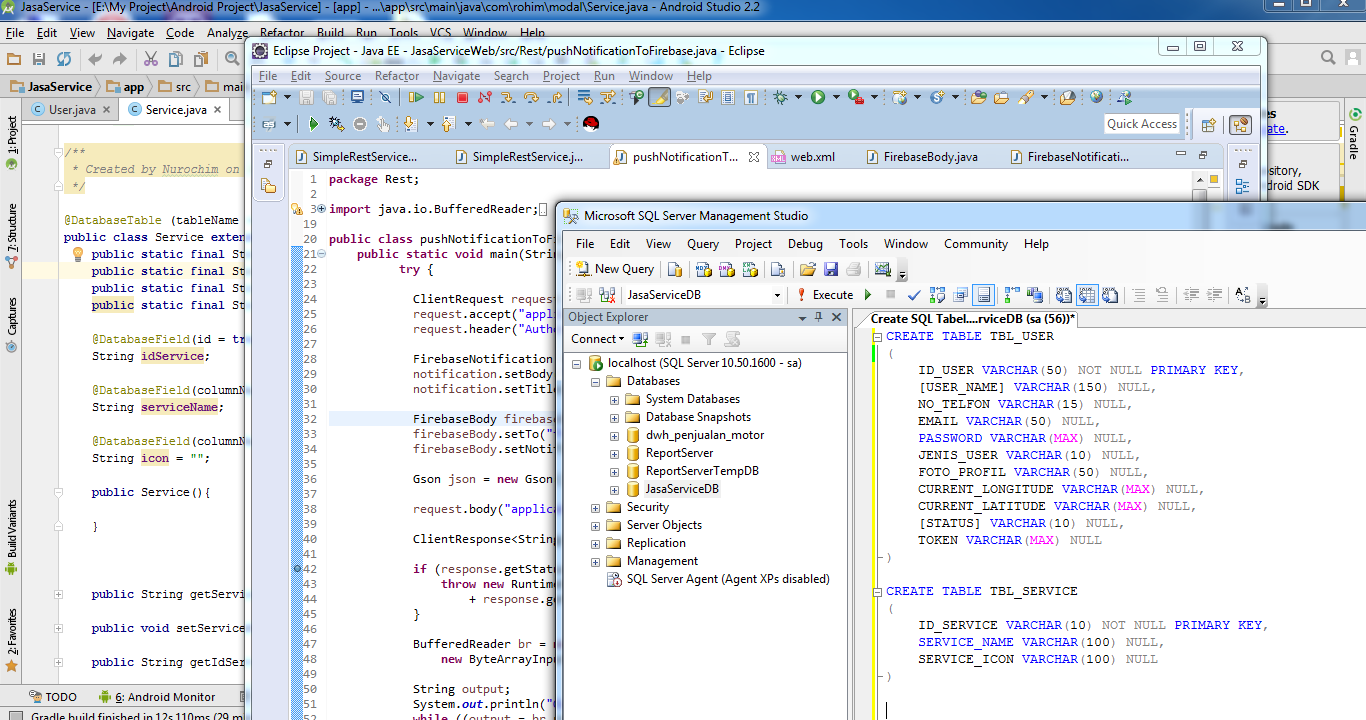 JasaService - [E:\My Project\Android Project\JasaService] - [app] - ...\app\src\main\java\com\rohim\modal\Service.java - Android Studio 2.2
File Edit View Navigate Code Analyze Refactor Build Run Tools VCS Window Help
JasaService app src main
User.java Service.java
1: Project
7: Structure
Captures
Build Variants
2: Favorites
/**
* Created by Nurochim on
*/
@DatabaseTable (tableName
public class Service exten
public static final St
public static final St
public static final St
public static final St
@DatabaseField(id = tr
String idService;
@DatabaseField(columnN
String serviceName;
@DatabaseField(columnN
String icon = "";
public Service(){
}
public String getServi
public void setService
public String getIdSer
TODO 6: Android Monitor
Gradle build finished in 12s 110ms (29 m
Gradle
Eclipse Project - Java EE - JasaServiceWeb/src/Rest/pushNotificationToFirebase.java - Eclipse
File Edit Source Refactor Navigate Search Project Run Window Help
Quick Access
SimpleRestService... SimpleRestService.j... pushNotificationT... web.xml FirebaseBody.java FirebaseNotificati...
1 package Rest;
2
3 import java.io.BufferedReader;
19
20 public class pushNotificationToFi
21 public static void main(Strin
22 try {
23
24 ClientRequest request
25 request.accept("appli
26 request.header("Autho
27
28 FirebaseNotification
29 notification.setBody
30 notification.setTitle
31
32 FirebaseBody firebase
33 firebaseBody.setTo("
34 firebaseBody.setNotif
35
36 Gson json = new Gson
37
38 request.body("applica
39
40 ClientResponse<String
41
42 if (response.getStatu
43 throw new Runtime
44 + response.ge
45 }
46
47 BufferedReader br = n
48 new ByteArrayInpu
49
50 String output;
51 System.out.println("O
52 while ((output = br
Microsoft SQL Server Management Studio
File Edit View Query Project Debug Tools Window Community Help
New Query
JasaServiceDB Execute
Object Explorer
Connect
localhost (SQL Server 10.50.1600 - sa)
Databases
System Databases
Database Snapshots
dwh_penjualan_motor
ReportServer
ReportServerTempDB
JasaServiceDB
Security
Server Objects
Replication
Management
SQL Server Agent (Agent XPs disabled)
Create SQL Tabel....rviceDB (sa (56))*
CREATE TABLE TBL_USER
(
ID_USER VARCHAR(50) NOT NULL PRIMARY KEY,
[USER_NAME] VARCHAR(150) NULL,
NO_TELFON VARCHAR(15) NULL,
EMAIL VARCHAR(50) NULL,
PASSWORD VARCHAR(MAX) NULL,
JENIS_USER VARCHAR(10) NULL,
FOTO_PROFIL VARCHAR(50) NULL,
CURRENT_LONGITUDE VARCHAR(MAX) NULL,
CURRENT_LATITUDE VARCHAR(MAX) NULL,
[STATUS] VARCHAR(10) NULL,
TOKEN VARCHAR(MAX) NULL
)
CREATE TABLE TBL_SERVICE
(
ID_SERVICE VARCHAR(10) NOT NULL PRIMARY KEY,
SERVICE_NAME VARCHAR(100) NULL,
SERVICE_ICON VARCHAR(100) NULL
)